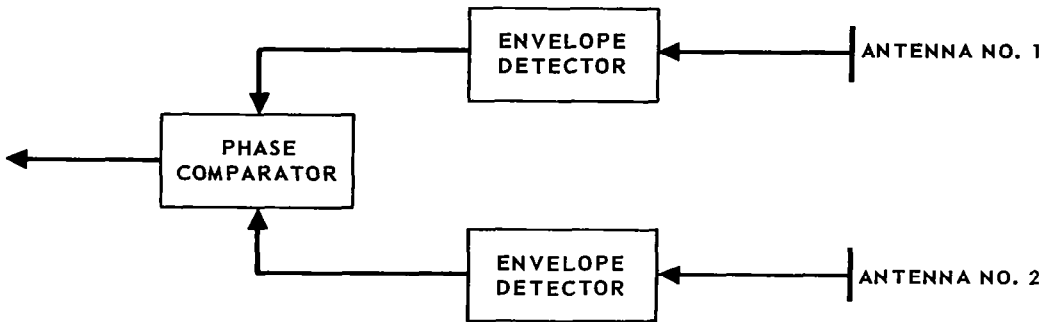 ENVELOPE
DETECTOR
ANTENNA NO. 1
PHASE
COMPARATOR
ENVELOPE
DETECTOR
ANTENNA NO. 2